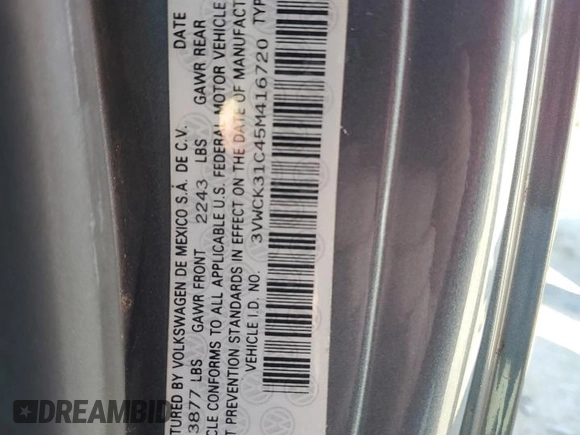 TURED BY VOLKSWAGEN DE MEXICO S.A. DE C.V. DATE
3877 LBS GAWR FRONT 2243 LBS GAWR REAR
CLE CONFORMS TO ALL APPLICABLE U.S. FEDERAL MOTOR VEHICLE
T PREVENTION STANDARDS IN EFFECT ON THE DATE OF MANUFAC
VEHICLE I.D. NO. 3VWCK31C45M416720 TYP
DREAMBID